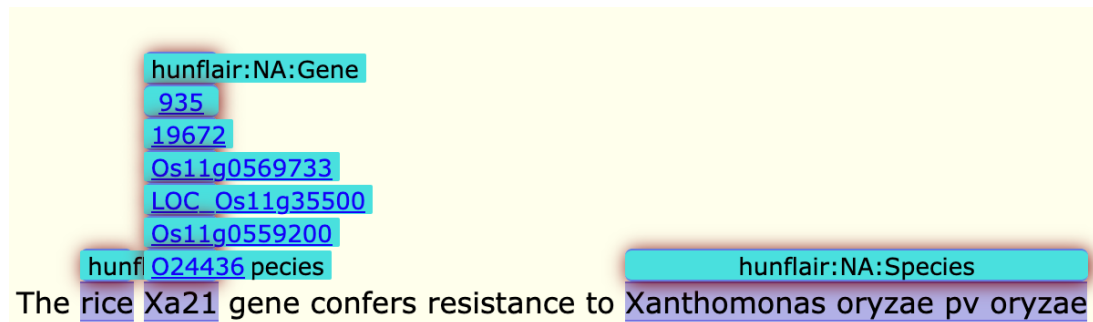 hunflair:NA:Gene
935
19672
Os11g0569733
LOC_Os11g35500
Os11g0559200
hunf O24436 pecies hunflair:NA:Species
The rice Xa21 gene confers resistance to Xanthomonas oryzae pv oryzae